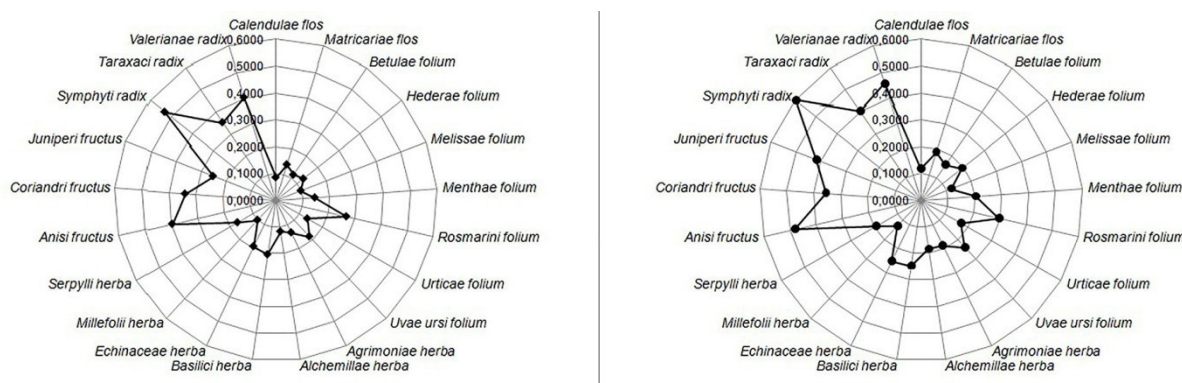 Calendulae flos
Valerianae radix 0,6000 Matricariae flos
Taraxaci radix 0,5000 Betulae folium
Symphyti radix 0,4000 Hederae folium
Juniperi fructus 0,3000 Melissae folium
0,2000
Coriandri fructus 0,1000 Menthae folium
0,0000
Anisi fructus Rosmarini folium
Serpylli herba Urticae folium
Millefolii herba Uvae ursi folium
Echinaceae herba Agrimoniae herba
Basilici herba Alchemillae herba
Calendulae flos
Valerianae radix 0,6000 Matricariae flos
Taraxaci radix 0,5000 Betulae folium
Symphyti radix 0,4000 Hederae folium
Juniperi fructus 0,3000 Melissae folium
0,2000
Coriandri fructus 0,1000 Menthae folium
0,0000
Anisi fructus Rosmarini folium
Serpylli herba Urticae folium
Millefolii herba Uvae ursi folium
Echinaceae herba Agrimoniae herba
Basilici herba Alchemillae herba